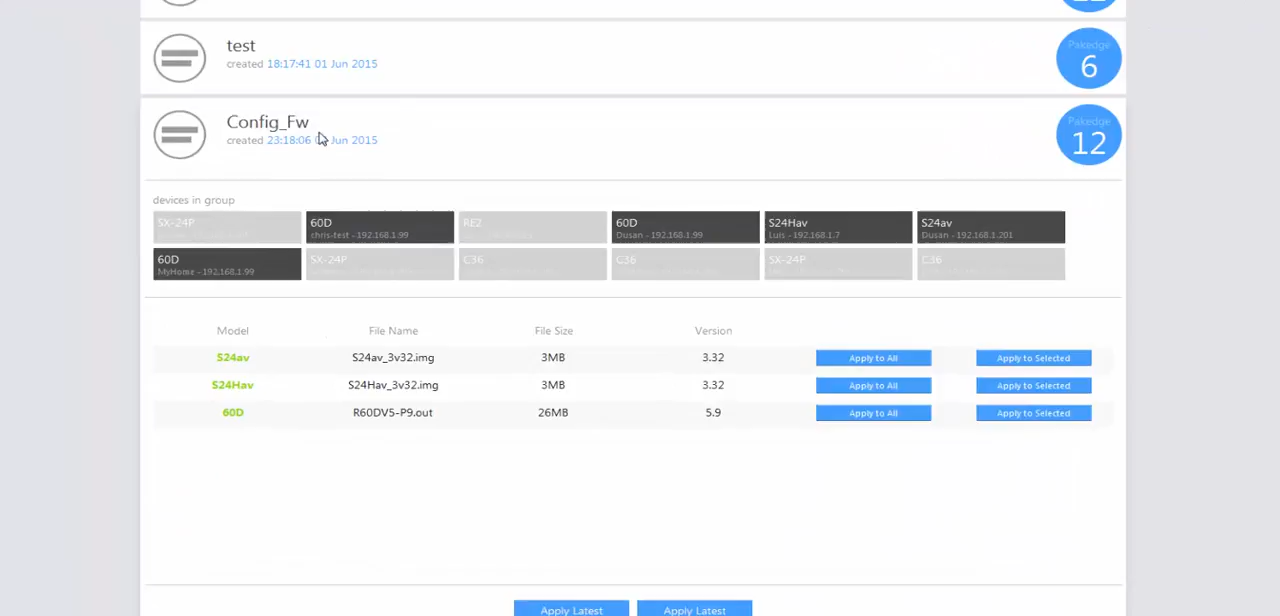 test
created 18:17:41 01 Jun 2015
Pakedge
6
Config_Fw
created 23:18:06 Jun 2015
Pakedge
12
devices in group
SX-24P 60D RE2 60D S24Hav S24av
chris-test - 192.168.1.99 Dusan - 192.168.1.99 Luis - 192.168.1.7 Dusan - 192.168.1.201
60D SX-24P C36 C36 SX-24P C36
MyHome - 192.168.1.99
Model File Name File Size Version
S24av S24av_3v32.img 3MB 3.32 Apply to All Apply to Selected
S24Hav S24Hav_3v32.img 3MB 3.32 Apply to All Apply to Selected
60D R60DV5-P9.out 26MB 5.9 Apply to All Apply to Selected
Apply Latest Apply Latest